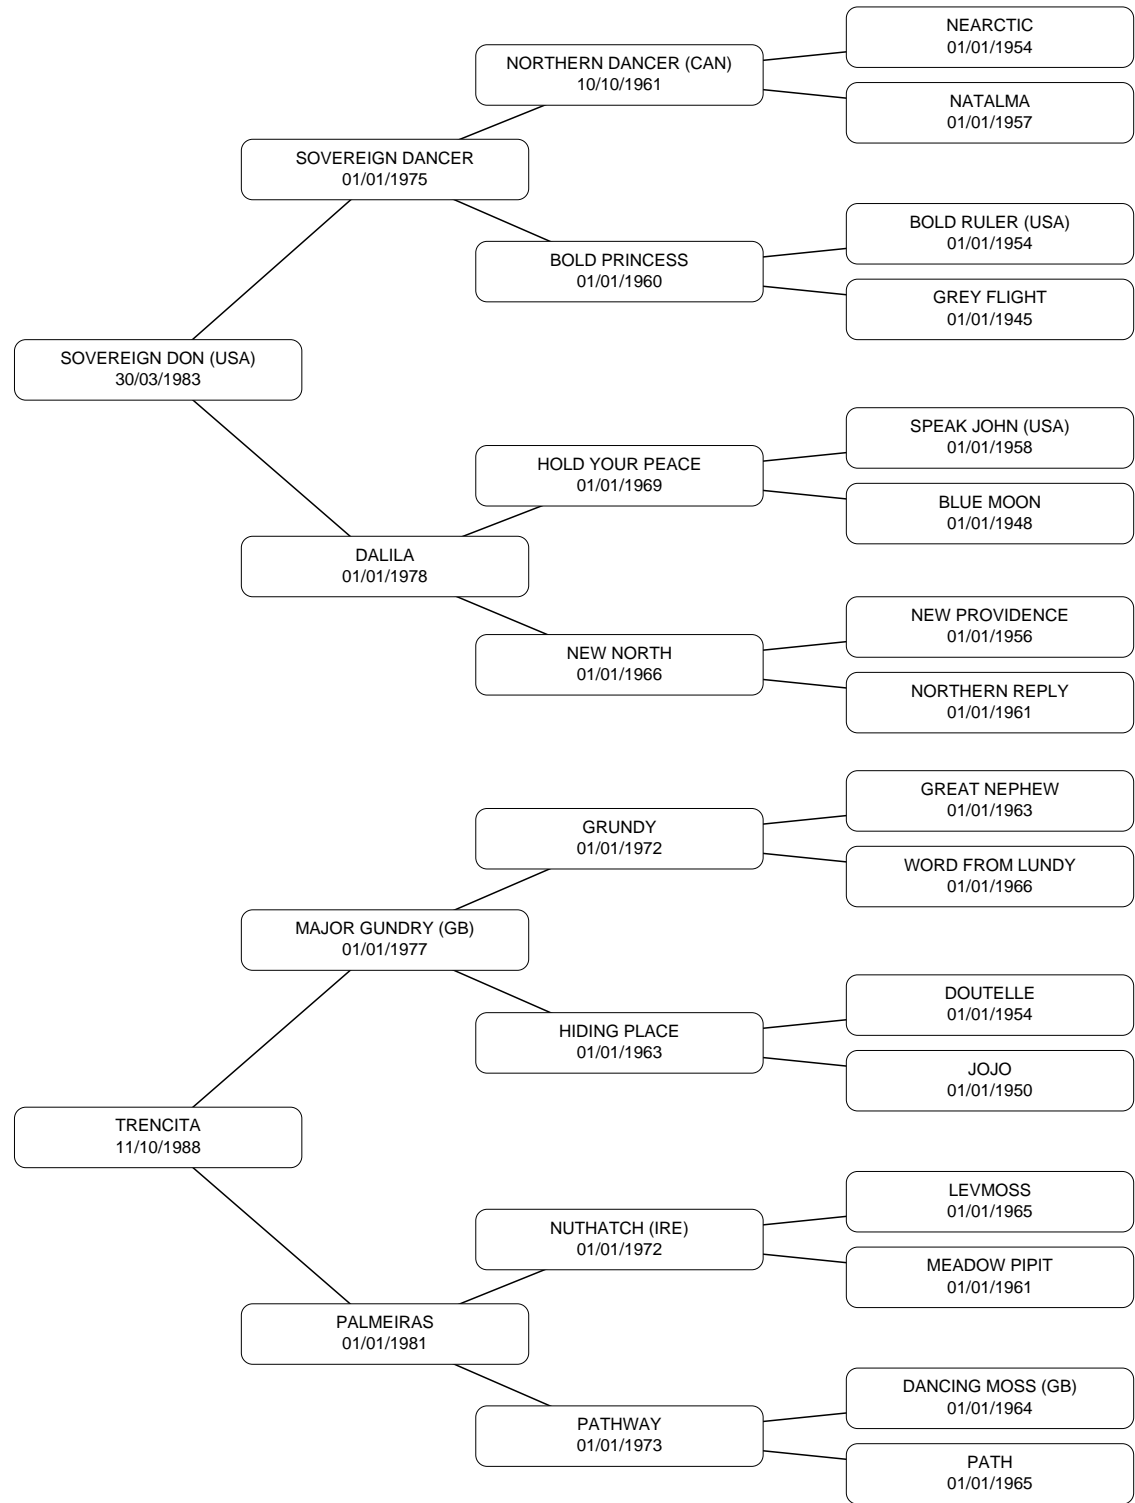 NEARCTIC
01/01/1954
NORTHERN DANCER (CAN)
10/10/1961
NATALMA
01/01/1957
SOVEREIGN DANCER
01/01/1975
BOLD RULER (USA)
01/01/1954
BOLD PRINCESS
01/01/1960
GREY FLIGHT
01/01/1945
SOVEREIGN DON (USA)
30/03/1983
SPEAK JOHN (USA)
01/01/1958
HOLD YOUR PEACE
01/01/1969
BLUE MOON
01/01/1948
DALILA
01/01/1978
NEW PROVIDENCE
01/01/1956
NEW NORTH
01/01/1966
NORTHERN REPLY
01/01/1961
GREAT NEPHEW
01/01/1963
GRUNDY
01/01/1972
WORD FROM LUNDY
01/01/1966
MAJOR GUNDRY (GB)
01/01/1977
DOUTELLE
01/01/1954
HIDING PLACE
01/01/1963
JOJO
01/01/1950
TRENCITA
11/10/1988
LEVMOSS
01/01/1965
NUTHATCH (IRE)
01/01/1972
MEADOW PIPIT
01/01/1961
PALMEIRAS
01/01/1981
DANCING MOSS (GB)
01/01/1964
PATHWAY
01/01/1973
PATH
01/01/1965